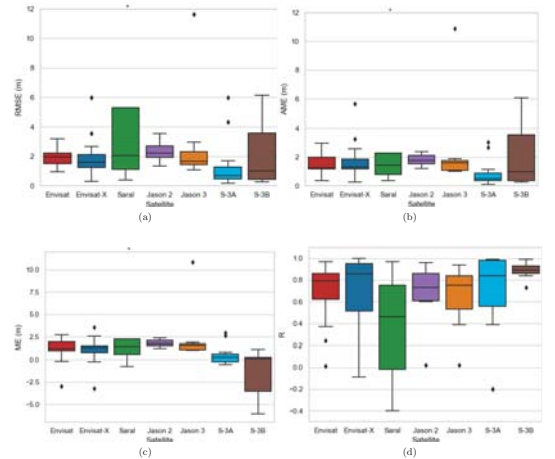 12
10
8
6
4
2
0
RMSE (m)
Envisat Envisat-X Saral Jason 2 Jason 3 S-3A S-3B
Satellite
(a)
12
10
8
6
4
2
0
AME (m)
Envisat Envisat-X Saral Jason 2 Jason 3 S-3A S-3B
Satellite
(b)
10.0
7.5
5.0
2.5
0.0
−2.5
−5.0
ME (m)
Envisat Envisat-X Saral Jason 2 Jason 3 S-3A S-3B
Satellite
(c)
1.0
0.8
0.6
0.4
0.2
0.0
−0.2
−0.4
R
Envisat Envisat-X Saral Jason 2 Jason 3 S-3A S-3B
Satellite
(d)